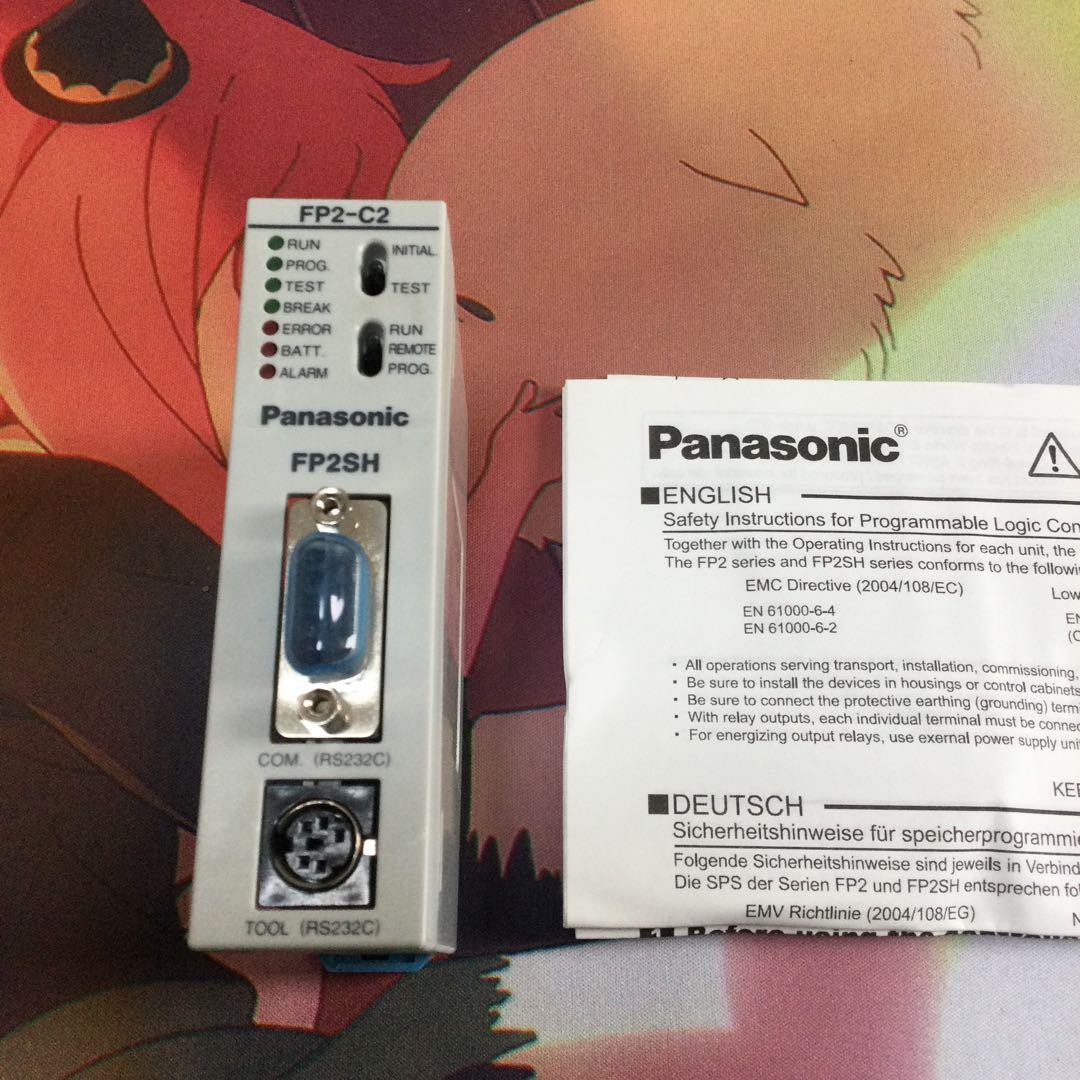 FP2-C2
RUN
PROG.
TEST
BREAK
ERROR
BATT.
ALARM
INITIAL.
TEST
RUN
REMOTE
PROG.
Panasonic
FP2SH
COM. (RS232C)
TOOL (RS232C)
Panasonic®
■ENGLISH
Safety Instructions for Programmable Logic Con
Together with the Operating Instructions for each unit, the
The FP2 series and FP2SH series conforms to the followi
EMC Directive (2004/108/EC)
Low
EN 61000-6-4
EN
EN 61000-6-2
(C
・All operations serving transport, installation, commissioning,
・Be sure to install the devices in housings or control cabinets
・Be sure to connect the protective earthing (grounding) termi
・With relay outputs, each individual terminal must be connec
・For energizing output relays, use exernal power supply unit
KEE
■DEUTSCH
Sicherheitshinweise für speicherprogrammie
Folgende Sicherheitshinweise sind jeweils in Verbind
Die SPS der Serien FP2 und FP2SH entsprechen fol
EMV Richtlinie (2004/108/EG)
N